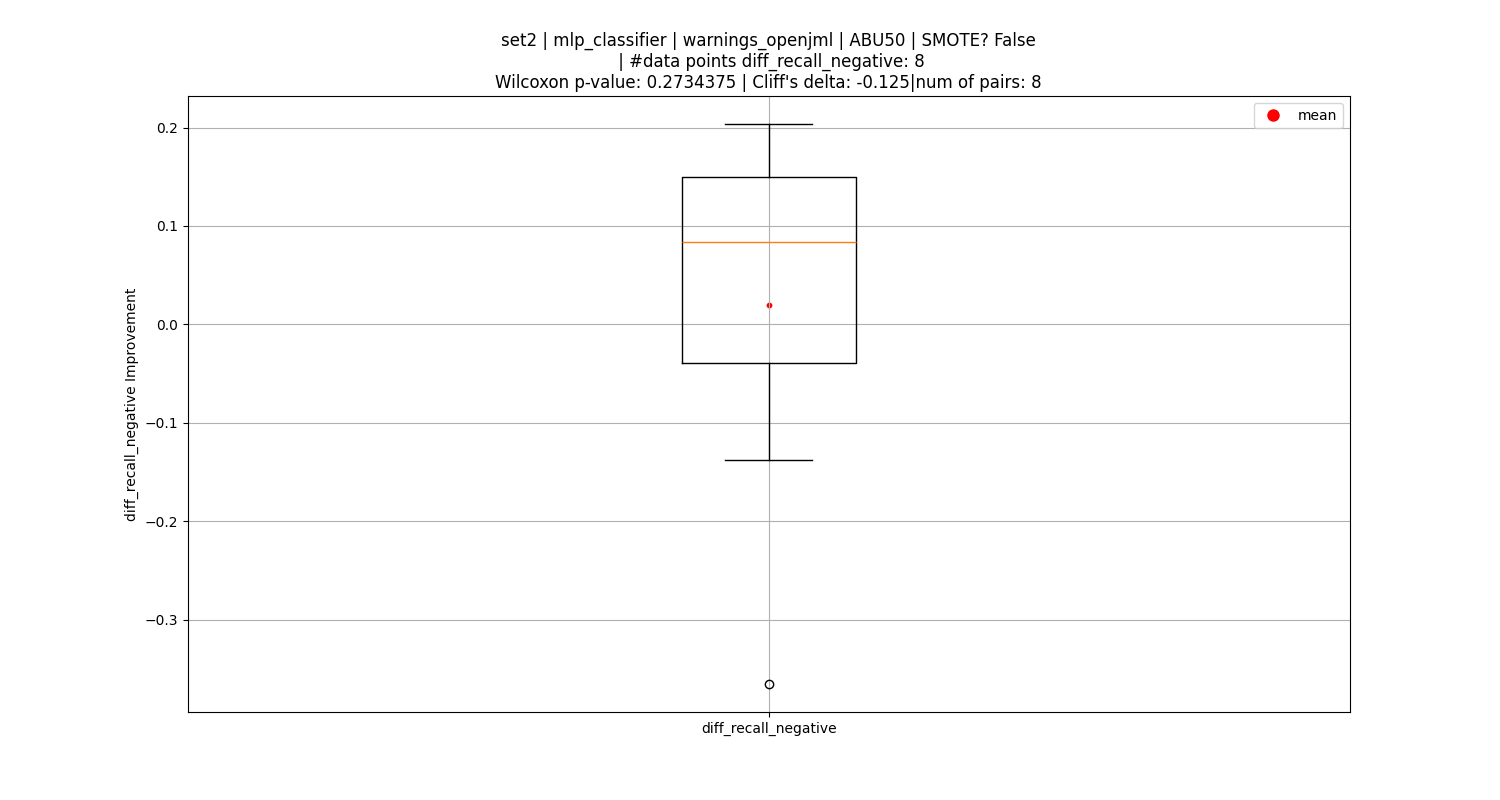 set2 | mlp_classifier | warnings_openjml | ABU50 | SMOTE? False
| #data points diff_recall_negative: 8
Wilcoxon p-value: 0.2734375 | Cliff's delta: -0.125|num of pairs: 8
mean
0.2
0.1
0.0
−0.1
−0.2
−0.3
diff_recall_negative Improvement
diff_recall_negative